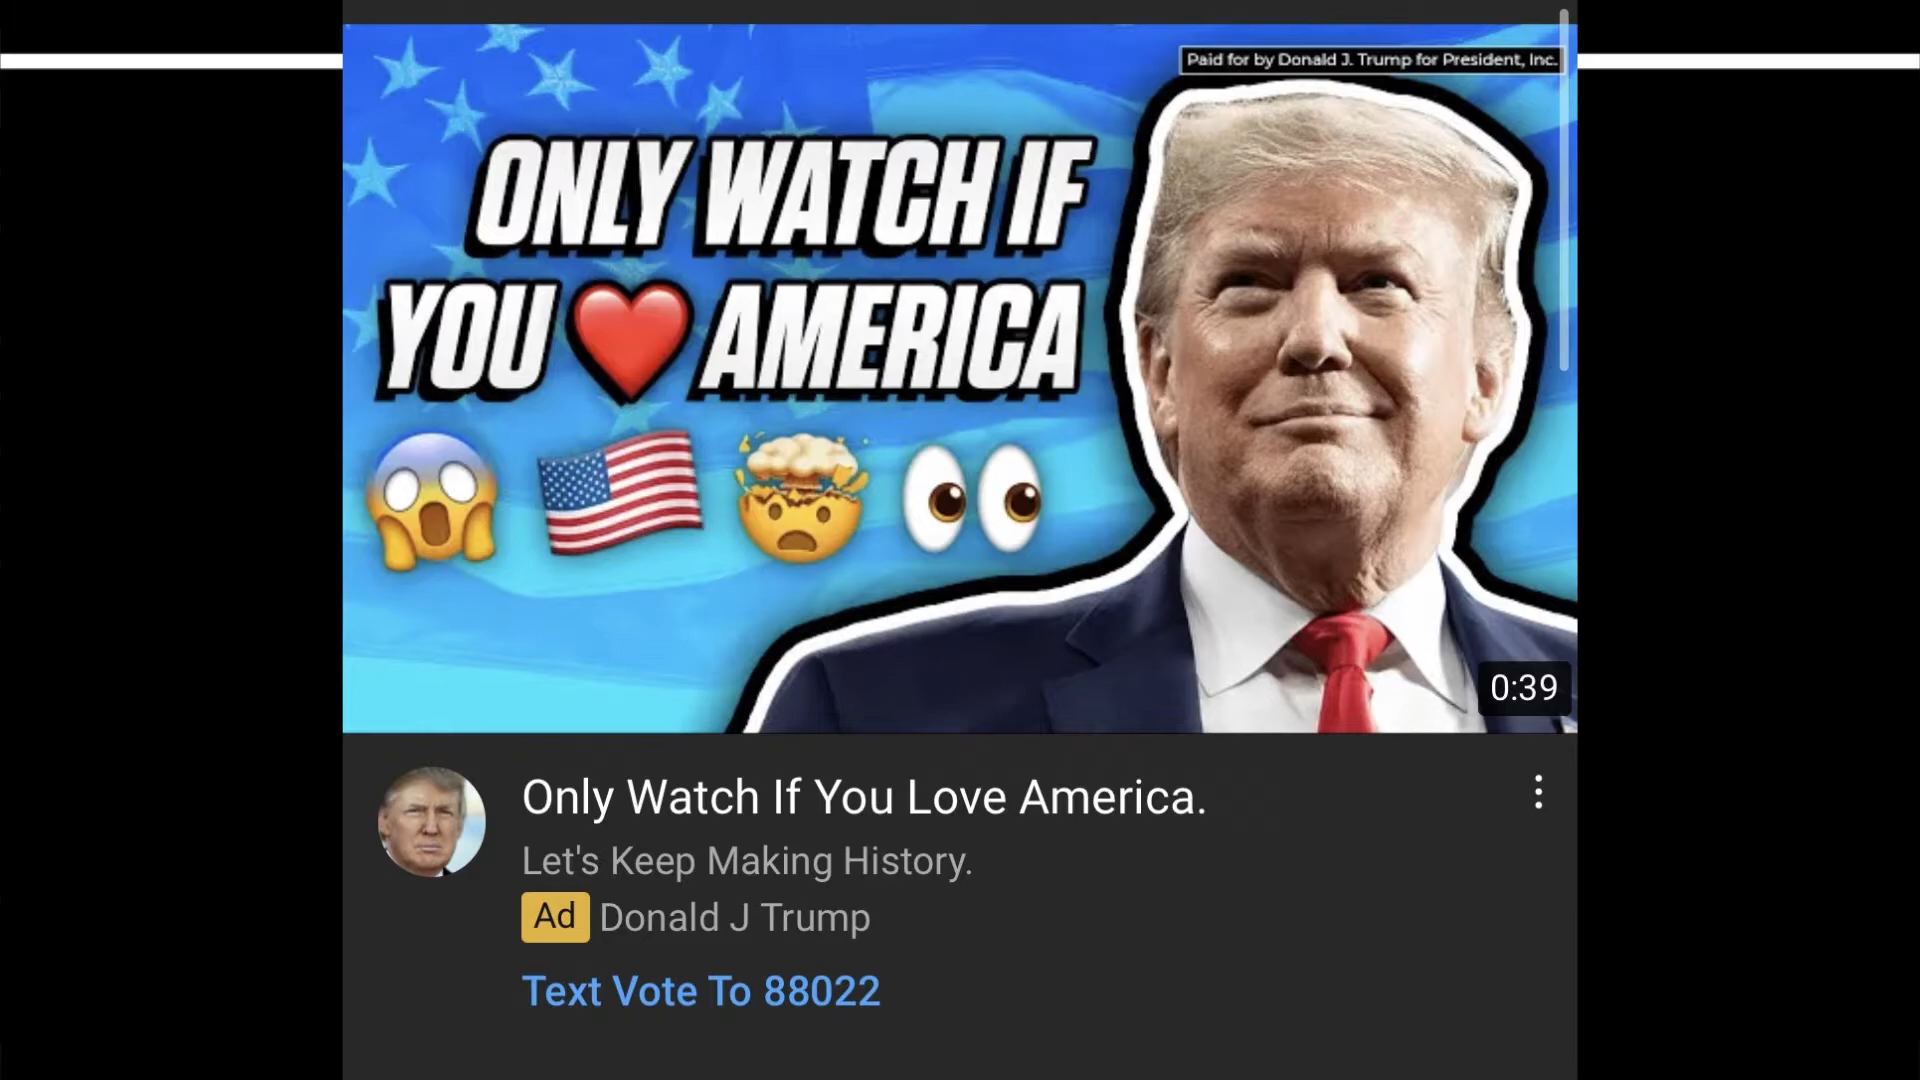 Paid for by Donald J. Trump for President, Inc.
ONLY WATCH IF
YOU ❤️ AMERICA
0:39
Only Watch If You Love America.
Let's Keep Making History.
Ad Donald J Trump
Text Vote To 88022